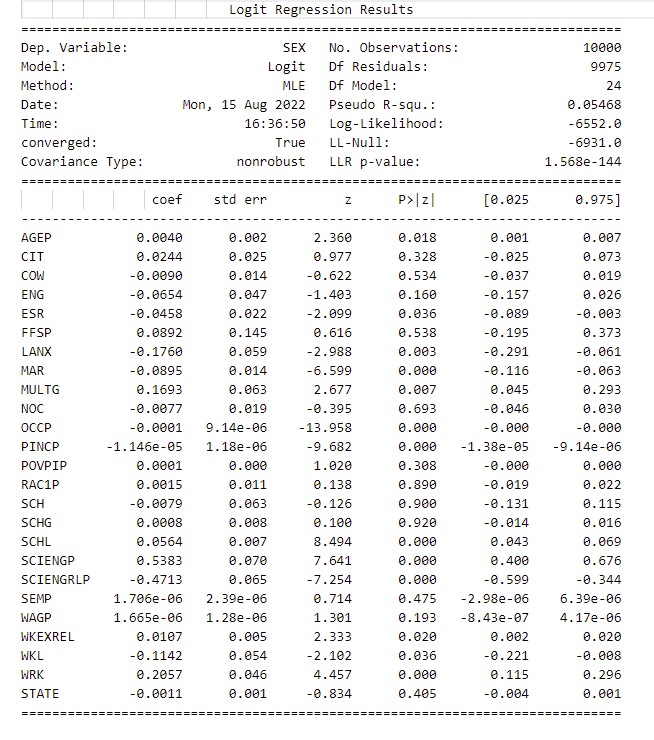 Logit Regression Results
==============================================================================
Dep. Variable: SEX No. Observations: 10000
Model: Logit Df Residuals: 9975
Method: MLE Df Model: 24
Date: Mon, 15 Aug 2022 Pseudo R-squ.: 0.05468
Time: 16:36:50 Log-Likelihood: -6552.0
converged: True LL-Null: -6931.0
Covariance Type: nonrobust LLR p-value: 1.568e-144
==============================================================================
coef std err z P>|z| [0.025 0.975]
------------------------------------------------------------------------------
AGEP 0.0040 0.002 2.360 0.018 0.001 0.007
CIT 0.0244 0.025 0.977 0.328 -0.025 0.073
COW -0.0090 0.014 -0.622 0.534 -0.037 0.019
ENG -0.0654 0.047 -1.403 0.160 -0.157 0.026
ESR -0.0458 0.022 -2.099 0.036 -0.089 -0.003
FFSP 0.0892 0.145 0.616 0.538 -0.195 0.373
LANX -0.1760 0.059 -2.988 0.003 -0.291 -0.061
MAR -0.0895 0.014 -6.599 0.000 -0.116 -0.063
MULTG 0.1693 0.063 2.677 0.007 0.045 0.293
NOC -0.0077 0.019 -0.395 0.693 -0.046 0.030
OCCP -0.0001 9.14e-06 -13.958 0.000 -0.000 -0.000
PINCP -1.146e-05 1.18e-06 -9.682 0.000 -1.38e-05 -9.14e-06
POVPIP 0.0001 0.000 1.020 0.308 -0.000 0.000
RAC1P 0.0015 0.011 0.138 0.890 -0.019 0.022
SCH -0.0079 0.063 -0.126 0.900 -0.131 0.115
SCHG 0.0008 0.008 0.100 0.920 -0.014 0.016
SCHL 0.0564 0.007 8.494 0.000 0.043 0.069
SCIENGP 0.5383 0.070 7.641 0.000 0.400 0.676
SCIENGRLP -0.4713 0.065 -7.254 0.000 -0.599 -0.344
SEMP 1.706e-06 2.39e-06 0.714 0.475 -2.98e-06 6.39e-06
WAGP 1.665e-06 1.28e-06 1.301 0.193 -8.43e-07 4.17e-06
WKEXREL 0.0107 0.005 2.333 0.020 0.002 0.020
WKL -0.1142 0.054 -2.102 0.036 -0.221 -0.008
WRK 0.2057 0.046 4.457 0.000 0.115 0.296
STATE -0.0011 0.001 -0.834 0.405 -0.004 0.001
==============================================================================